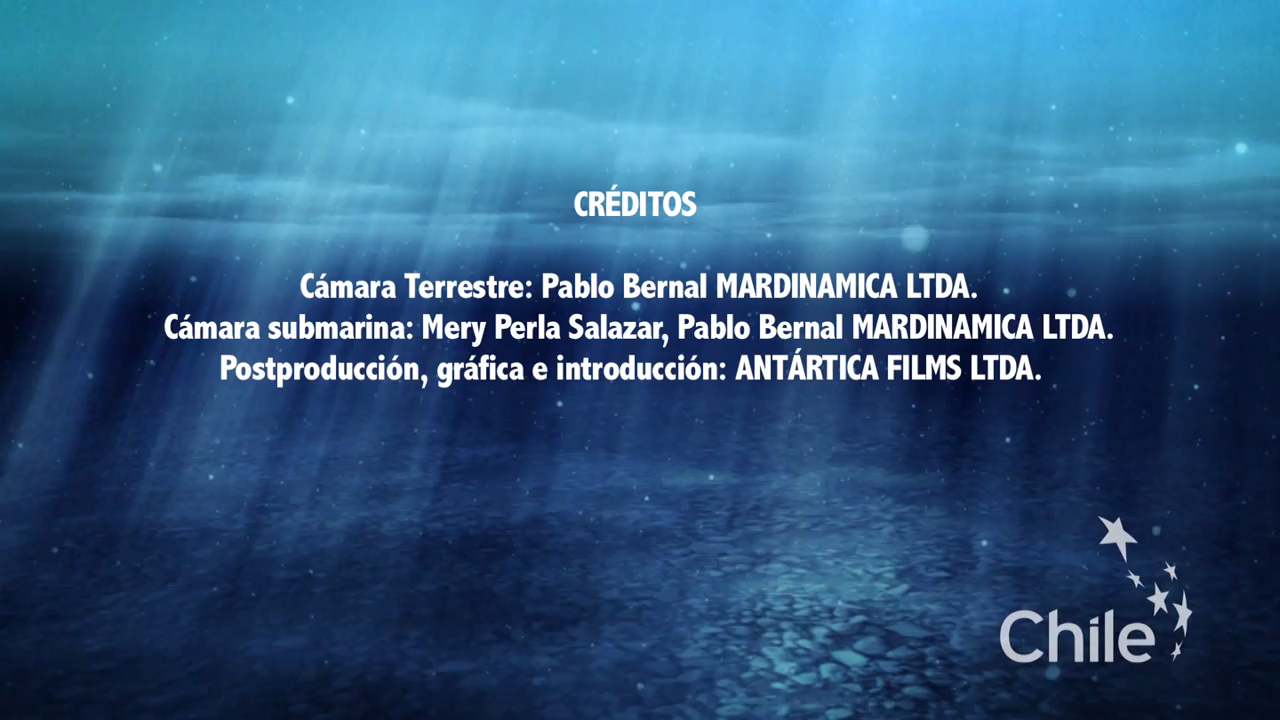 CRÉDITOS
Cámara Terrestre: Pablo Bernal MARDINAMICA LTDA.
Cámara submarina: Mery Perla Salazar, Pablo Bernal MARDINAMICA LTDA.
Postproducción, gráfica e introducción: ANTÁRTICA FILMS LTDA.
Chile